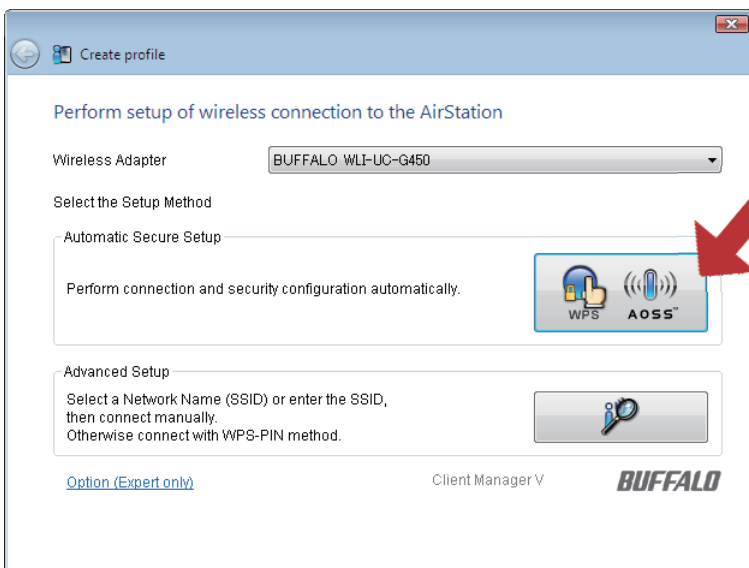 Create profile
Perform setup of wireless connection to the AirStation
Wireless Adapter
BUFFALO WLI-UC-G450
Select the Setup Method
Automatic Secure Setup
Perform connection and security configuration automatically.
WPS
AOSS™
Advanced Setup
Select a Network Name (SSID) or enter the SSID,
then connect manually.
Otherwise connect with WPS-PIN method.
Option (Expert only)
Client Manager V
BUFFALO